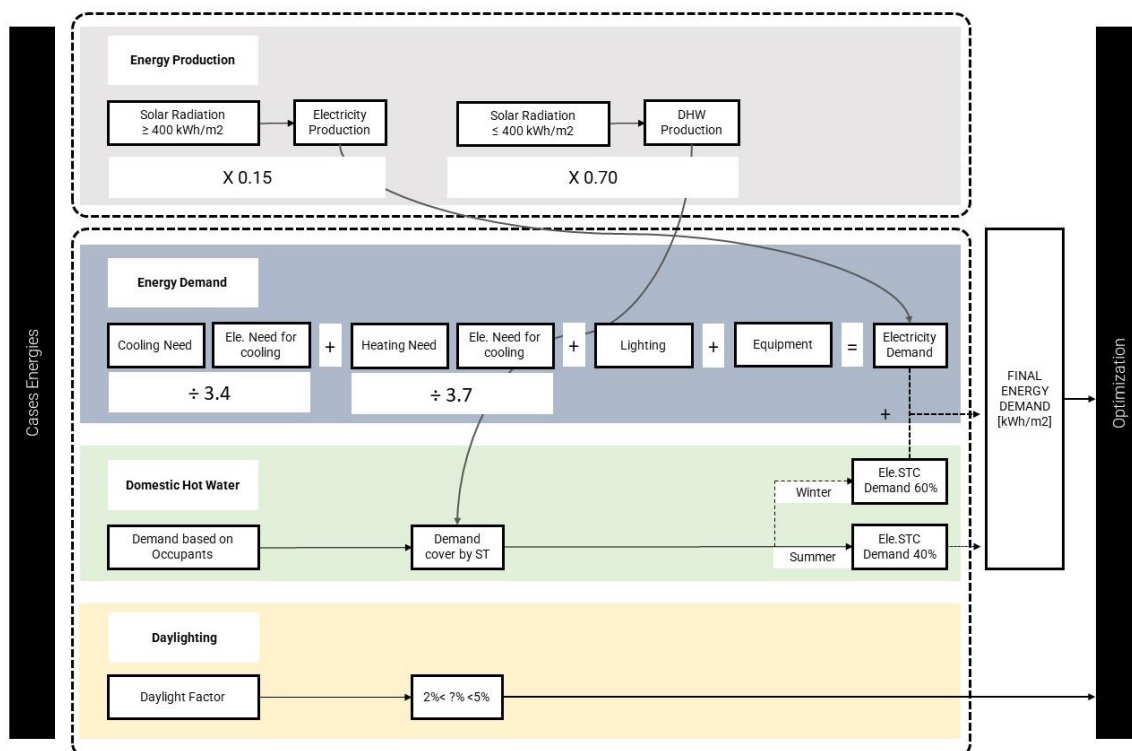 Cases Energies
Energy Production
Solar Radiation
≥ 400 kWh/m2
Electricity
Production
Solar Radiation
≤ 400 kWh/m2
DHW
Production
X 0.15
X 0.70
Energy Demand
Cooling Need
Ele. Need for
cooling
+
Heating Need
Ele. Need for
cooling
+
Lighting
+
Equipment
=
Electricity
Demand
÷ 3.4
÷ 3.7
+
Domestic Hot Water
Demand based on
Occupants
Demand
cover by ST
Winter
Ele.STC
Demand 60%
Summer
Ele.STC
Demand 40%
Daylighting
Daylight Factor
2%< ?% <5%
FINAL
ENERGY
DEMAND
[kWh/m2]
Optimization